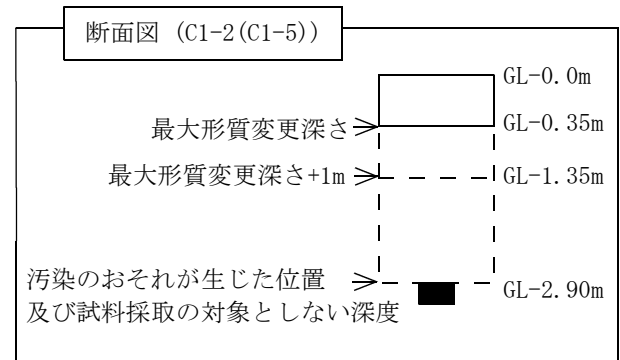 断面図 (C1-2(C1-5))
GL-0.0m
最大形質変更深さ
GL-0.35m
最大形質変更深さ+1m
GL-1.35m
汚染のおそれが生じた位置
及び試料採取の対象としない深度
GL-2.90m